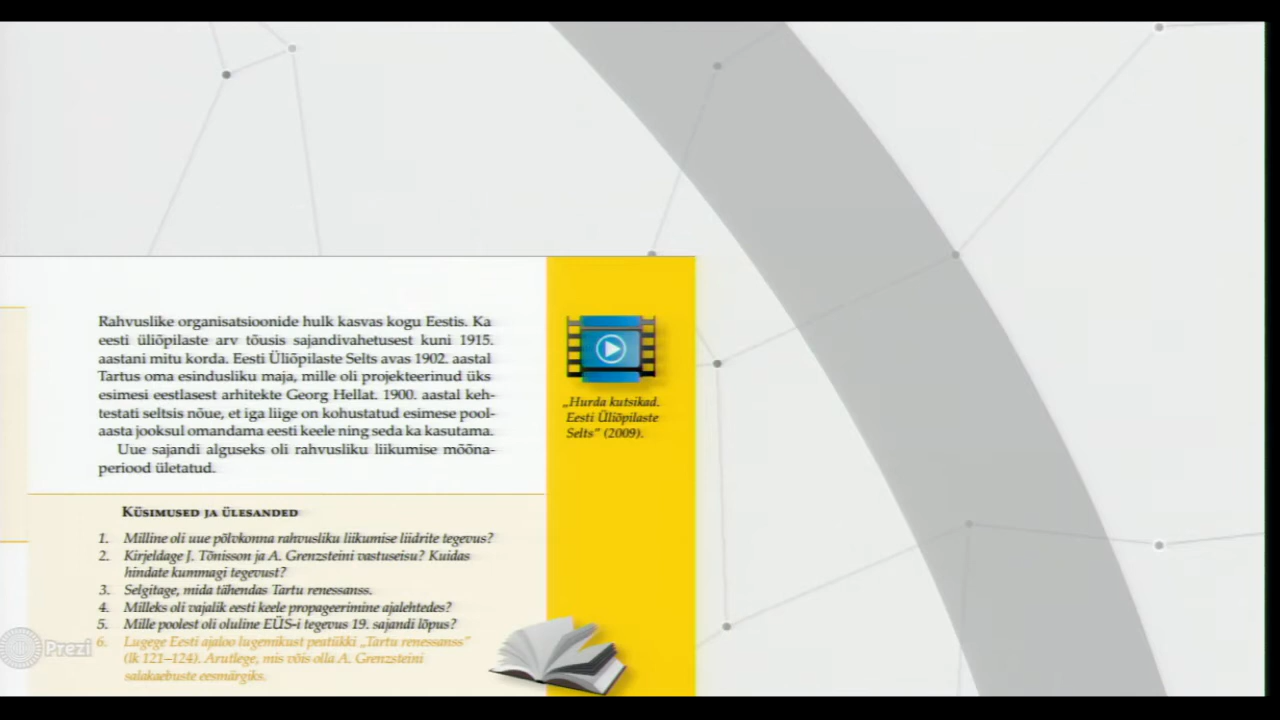 Rahvuslike organisatsioonide hulk kasvas kogu Eestis. Ka
eesti üliõpilaste arv tõusis sajandivahetusest kuni 1915.
aastani mitu korda. Eesti Üliõpilaste Selts avas 1902. aastal
Tartus oma esindusliku maja, mille oli projekteerinud üks
esimesi eestlasest arhitekte Georg Hellat. 1900. aastal keh-
testati seltsis nõue, et iga liige on kohustatud esimese pool-
aasta jooksul omandama eesti keele ning seda ka kasutama.
Uue sajandi alguseks oli rahvusliku liikumise mõõna-
periood ületatud.
„Hurda kutsikad.
Eesti Üliõpilaste
Selts" (2009).
KÜSIMUSED JA ÜLESANDED
1. Milline oli uue põlvkonna rahvusliku liikumise liidrite tegevus?
2. Kirjeldage J. Tõnisson ja A. Grenzsteini vastuseisu? Kuidas
hindate kummagi tegevust?
3. Selgitage, mida tähendas Tartu renessanss.
4. Milleks oli vajalik eesti keele propageerimine ajalehtedes?
5. Mille poolest oli oluline EÜS-i tegevus 19. sajandi lõpus?
6. Lugege Eesti ajaloo lugemikust peatükki „Tartu renessanss"
(lk 121–124). Arutlege, mis võis olla A. Grenzsteini
salakaebuste eesmärgiks.
Prezi